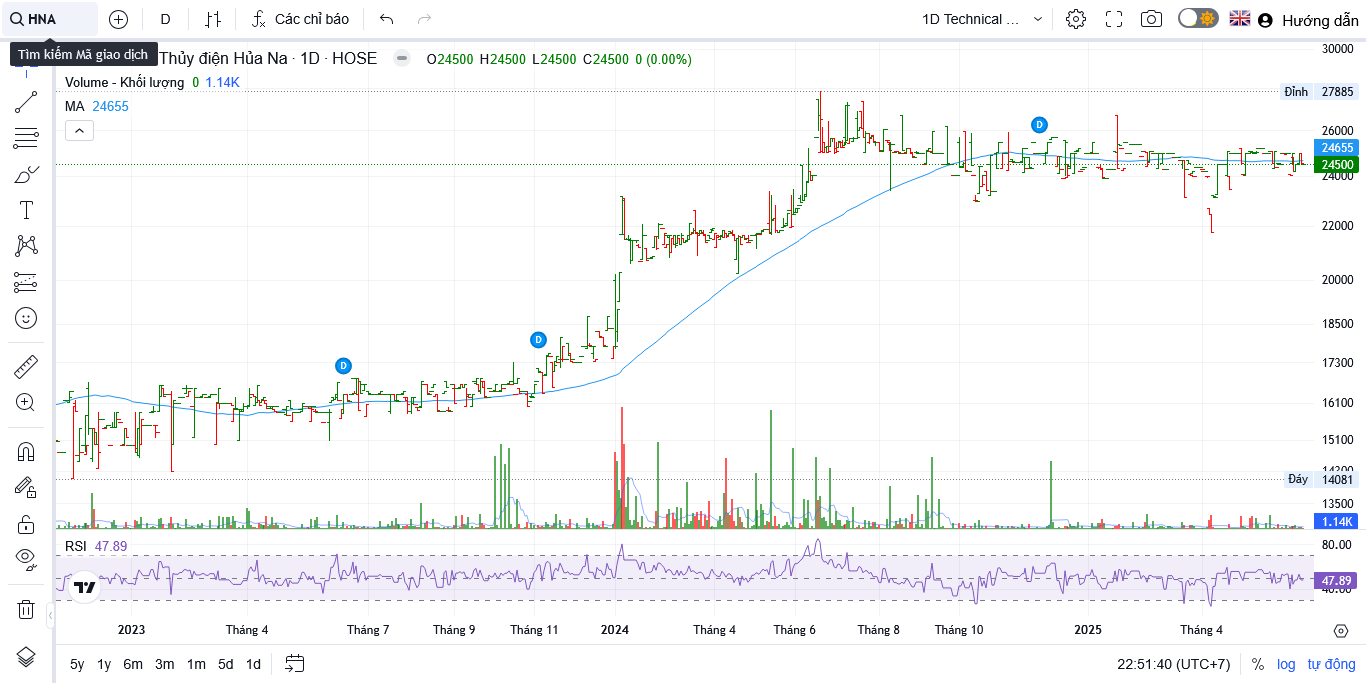 HNA D Các chỉ báo 1D Technical ... Hướng dẫn
Tìm kiếm Mã giao dịch
Thủy điện Hủa Na · 1D · HOSE O24500 H24500 L24500 C24500 0 (0.00%)
Volume - Khối lượng 0 1.14K
MA 24655
30000
Đỉnh 27885
26000
24655
24500
24000
22000
20000
18500
17300
16100
15100
14200
Đáy 14081
13500
1.14K
D
D
D
RSI 47.89
80.00
47.89
40.00
2023 Tháng 4 Tháng 7 Tháng 9 Tháng 11 2024 Tháng 4 Tháng 6 Tháng 8 Tháng 10 2025 Tháng 4
5y 1y 6m 3m 1m 5d 1d 22:51:40 (UTC+7) % log tự động